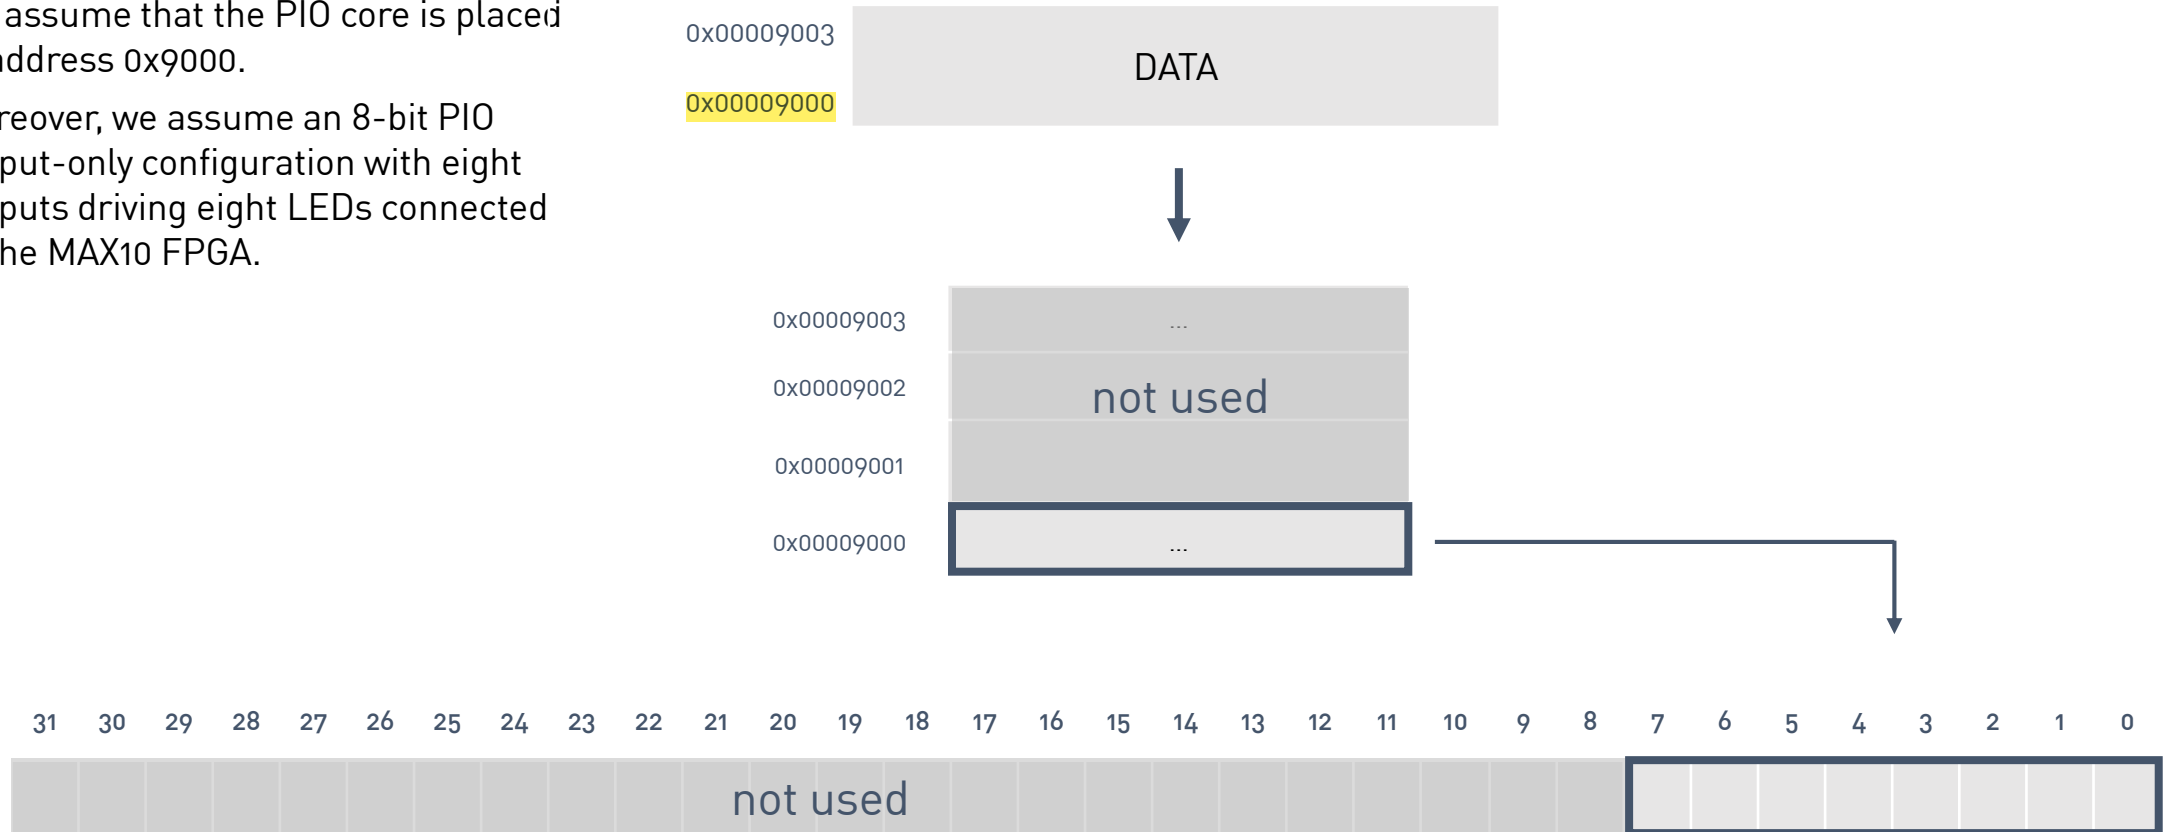 assume that the PIO core is placed
address 0x9000.
reover, we assume an 8-bit PIO
put-only configuration with eight
puts driving eight LEDs connected
he MAX10 FPGA.
0x00009003
DATA
0x00009000
0x00009003
...
0x00009002
not used
0x00009001
0x00009000
...
31 30 29 28 27 26 25 24 23 22 21 20 19 18 17 16 15 14 13 12 11 10 9 8 7 6 5 4 3 2 1 0
not used